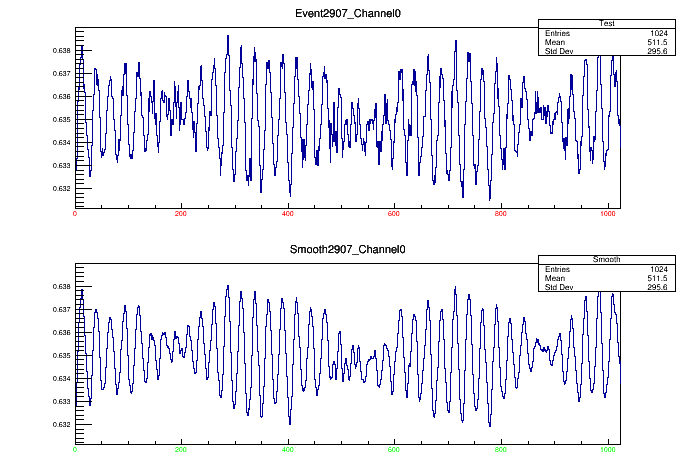 Event2907_Channel0
Test
Entries 1024
Mean 511.5
Std Dev 295.6
0.638
0.637
0.636
0.635
0.634
0.633
0.632
0 200 400 600 800 1000
Smooth2907_Channel0
Smooth
Entries 1024
Mean 511.5
Std Dev 295.6
0.638
0.637
0.636
0.635
0.634
0.633
0.632
0 200 400 600 800 1000